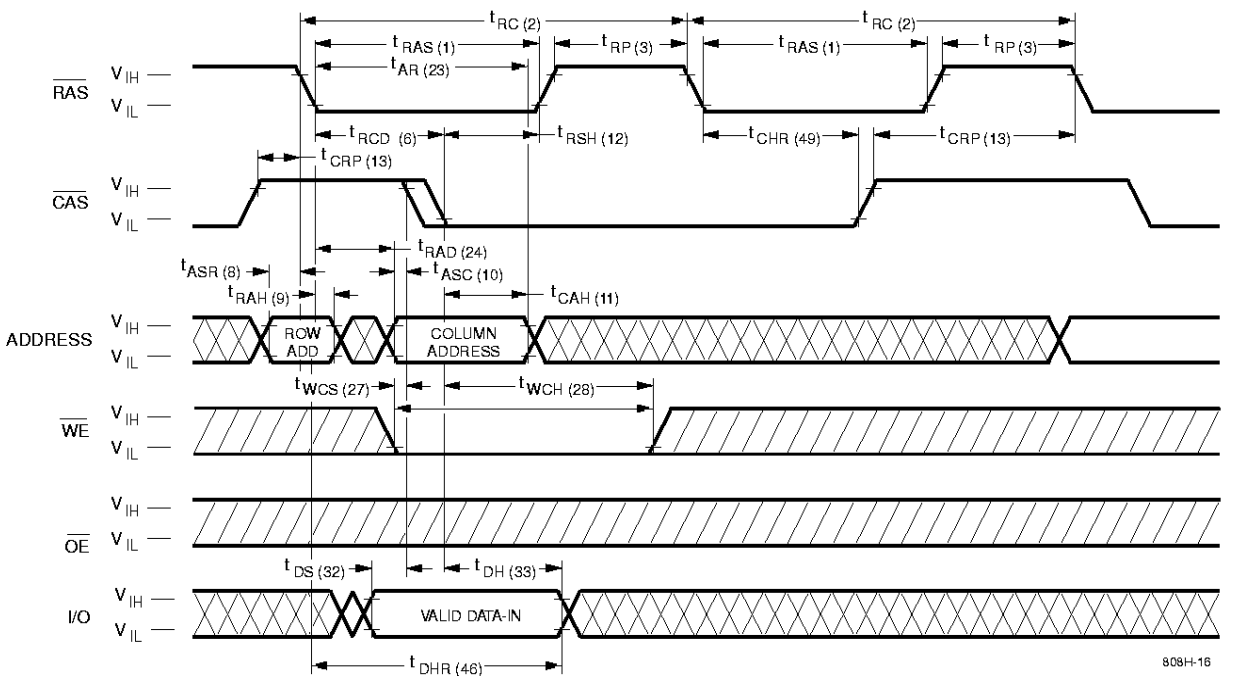 t RC (2) t RC (2)
t RAS (1) t RP (3) t RAS (1) t RP (3)
t AR (23)
RAS V IH
V IL
t RCD (6) t RSH (12) t CHR (49) t CRP (13)
t CRP (13)
CAS V IH
V IL
t RAD (24)
t ASR (8) t ASC (10)
t RAH (9) t CAH (11)
ADDRESS V IH ROW ADD COLUMN ADDRESS
V IL
t WCS (27) t WCH (28)
WE V IH
V IL
OE V IH
V IL
t DS (32) t DH (33)
I/O V IH
V IL VALID DATA-IN
t DHR (46)
808H-16